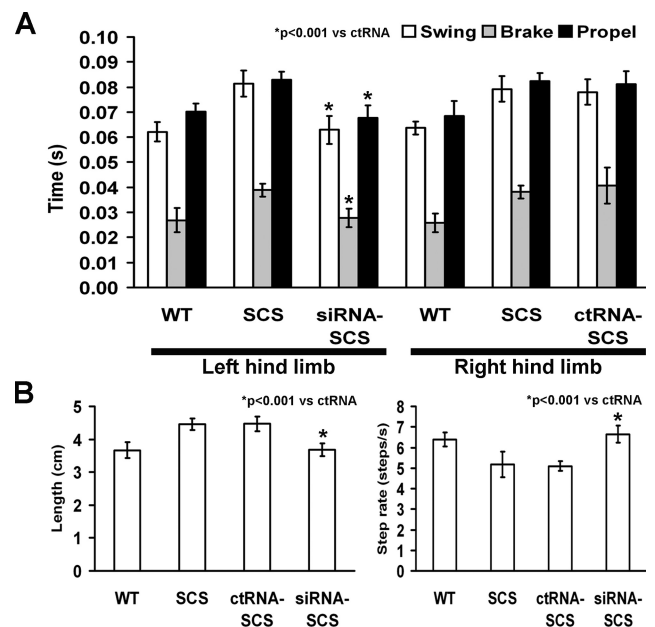 A
*p<0.001 vs ctRNA Swing Brake Propel
0.10
0.09
0.08
0.07
0.06
0.05
0.04
0.03
0.02
0.01
0.00
Time (s)
* *
*
WT SCS siRNA- WT SCS ctRNA-
SCS SCS
Left hind limb Right hind limb
B
*p<0.001 vs ctRNA
5
4
3
2
1
0
Length (cm)
*
WT SCS ctRNA- siRNA-
SCS SCS
*p<0.001 vs ctRNA
8
7
6
5
4
3
2
1
0
Step rate (steps/s)
*
WT SCS ctRNA- siRNA-
SCS SCS